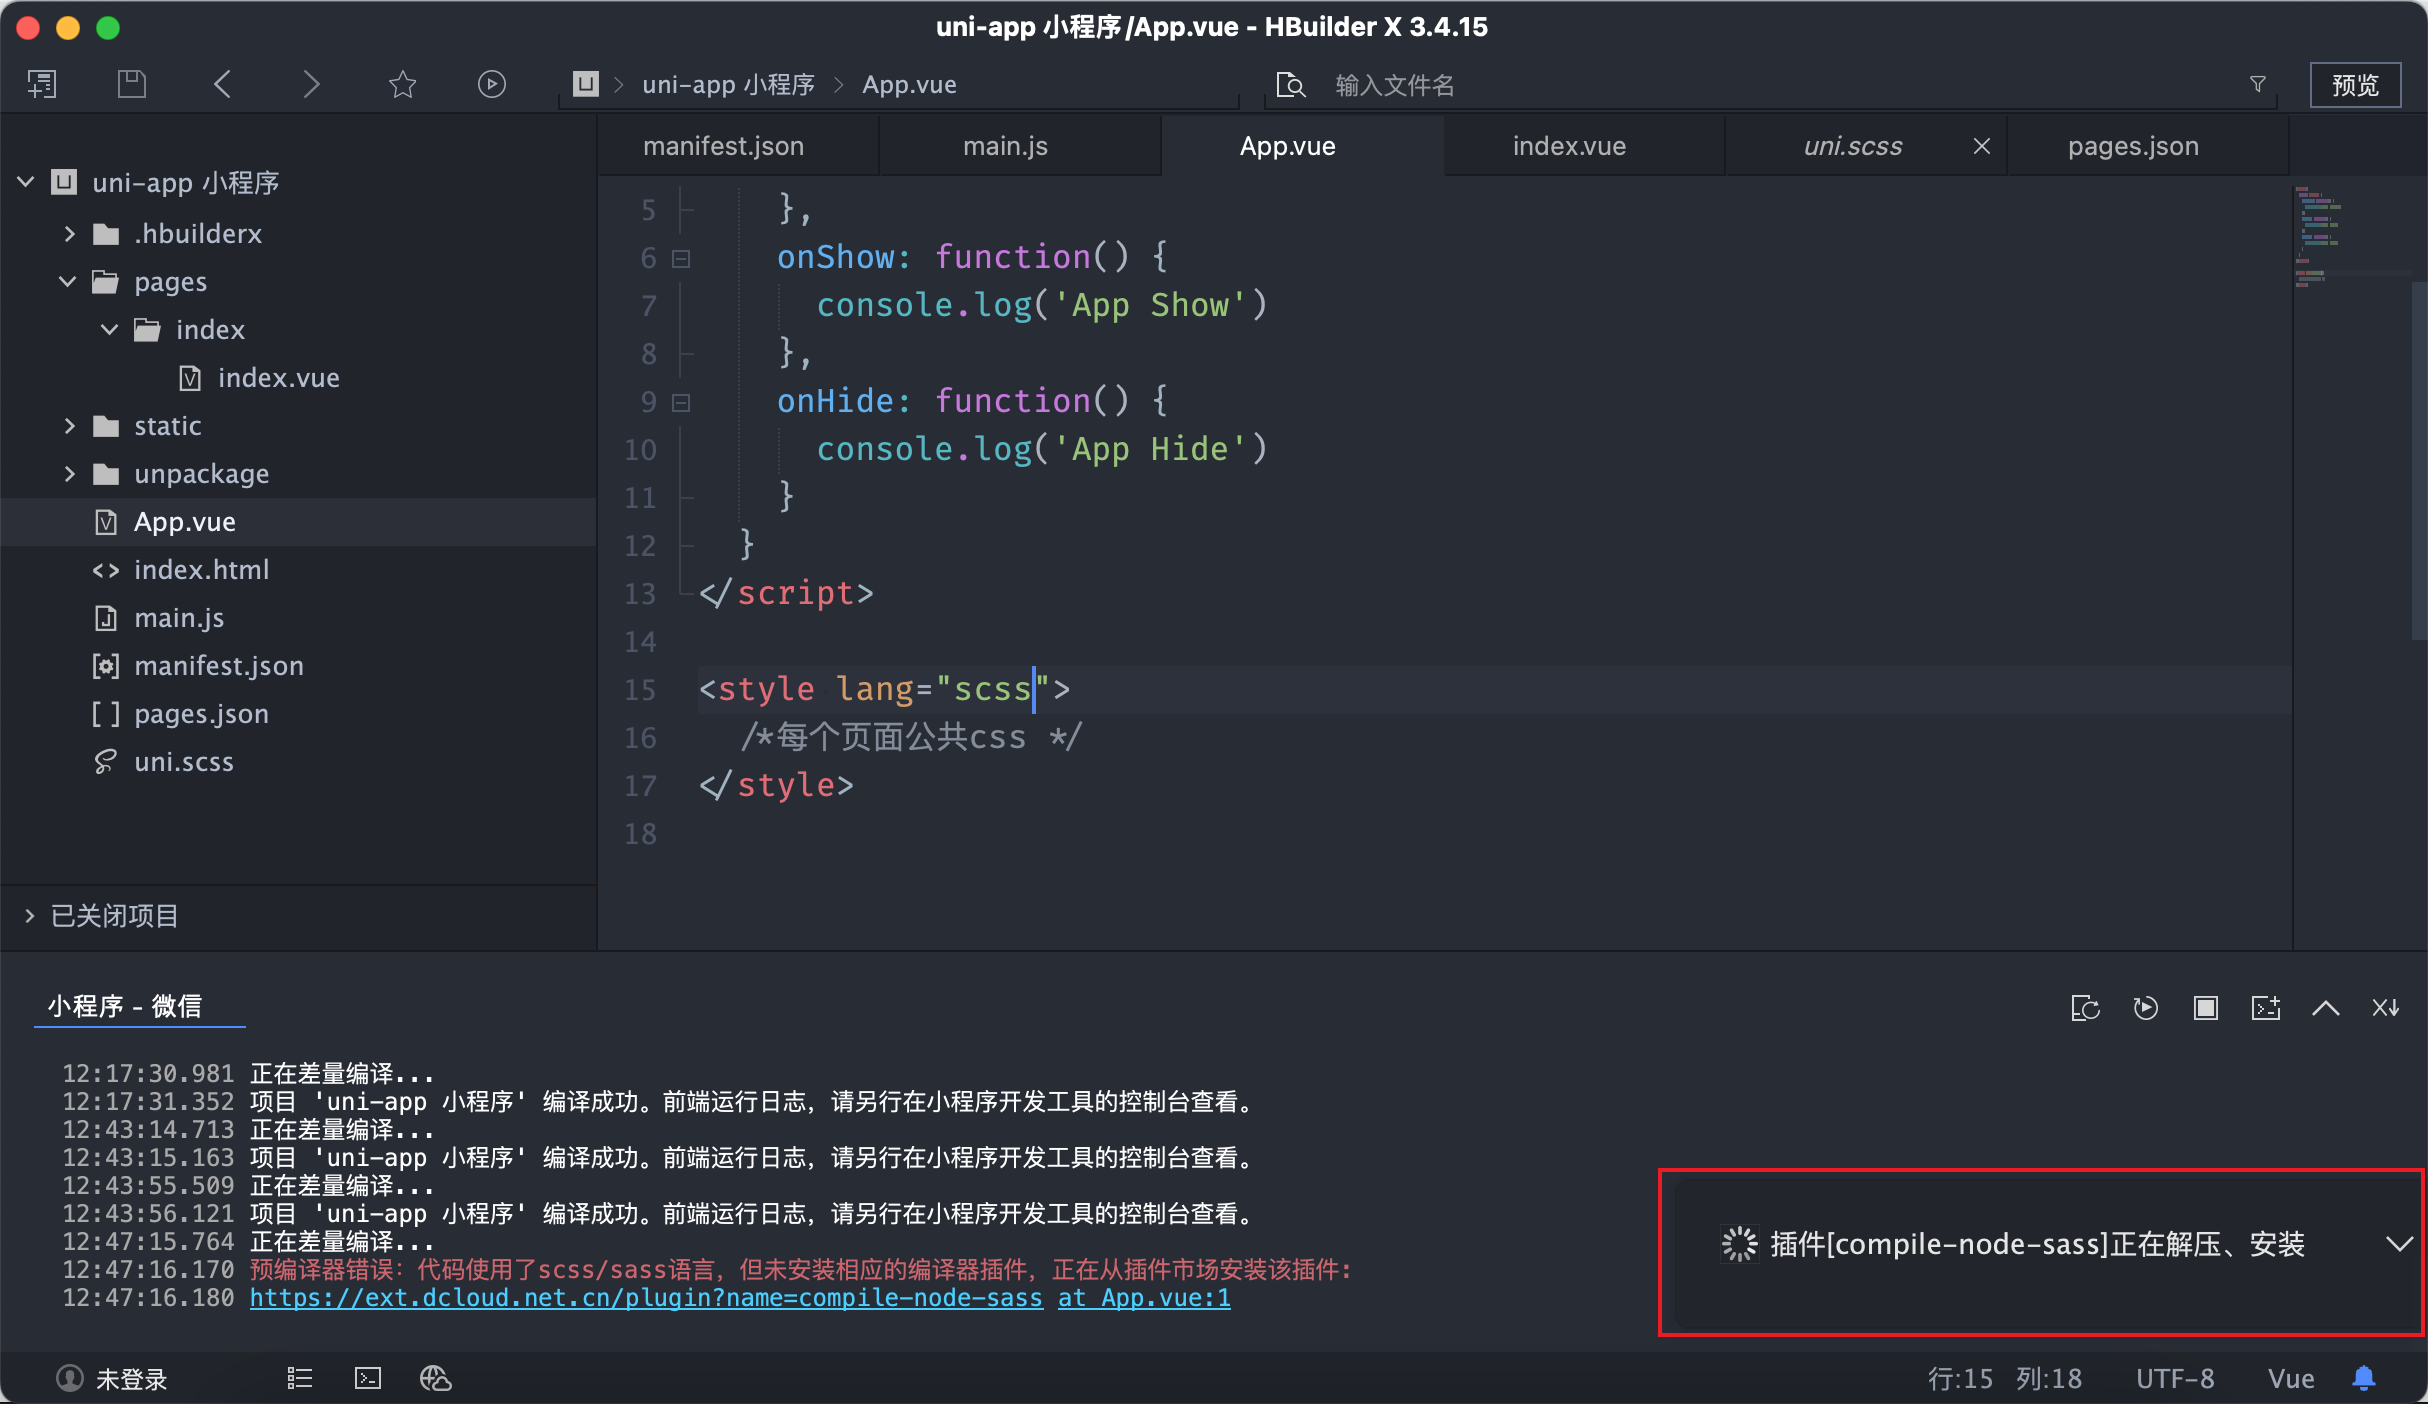 uni-app 小程序/App.vue - HBuilder X 3.4.15
uni-app 小程序 App.vue
输入文件名
预览
uni-app 小程序
.hbuilderx
pages
index
index.vue
static
unpackage
App.vue
index.html
main.js
manifest.json
pages.json
uni.scss
已关闭项目
manifest.json main.js App.vue index.vue uni.scss pages.json
5 },
6 onShow: function() {
7 console.log('App Show')
8 },
9 onHide: function() {
10 console.log('App Hide')
11 }
12 }
13 </script>
14
15 <style lang="scss">
16 /*每个页面公共css */
17 </style>
18
小程序 - 微信
12:17:30.981 正在差量编译...
12:17:31.352 项目 'uni-app 小程序' 编译成功。前端运行日志，请另行在小程序开发工具的控制台查看。
12:43:14.713 正在差量编译...
12:43:15.163 项目 'uni-app 小程序' 编译成功。前端运行日志，请另行在小程序开发工具的控制台查看。
12:43:55.509 正在差量编译...
12:43:56.121 项目 'uni-app 小程序' 编译成功。前端运行日志，请另行在小程序开发工具的控制台查看。
12:47:15.764 正在差量编译...
12:47:16.170 预编译器错误：代码使用了scss/sass语言，但未安装相应的编译器插件，正在从插件市场安装该插件：
12:47:16.180 https://ext.dcloud.net.cn/plugin?name=compile-node-sass at App.vue:1
插件[compile-node-sass]正在解压、安装
未登录
行:15 列:18 UTF-8 Vue